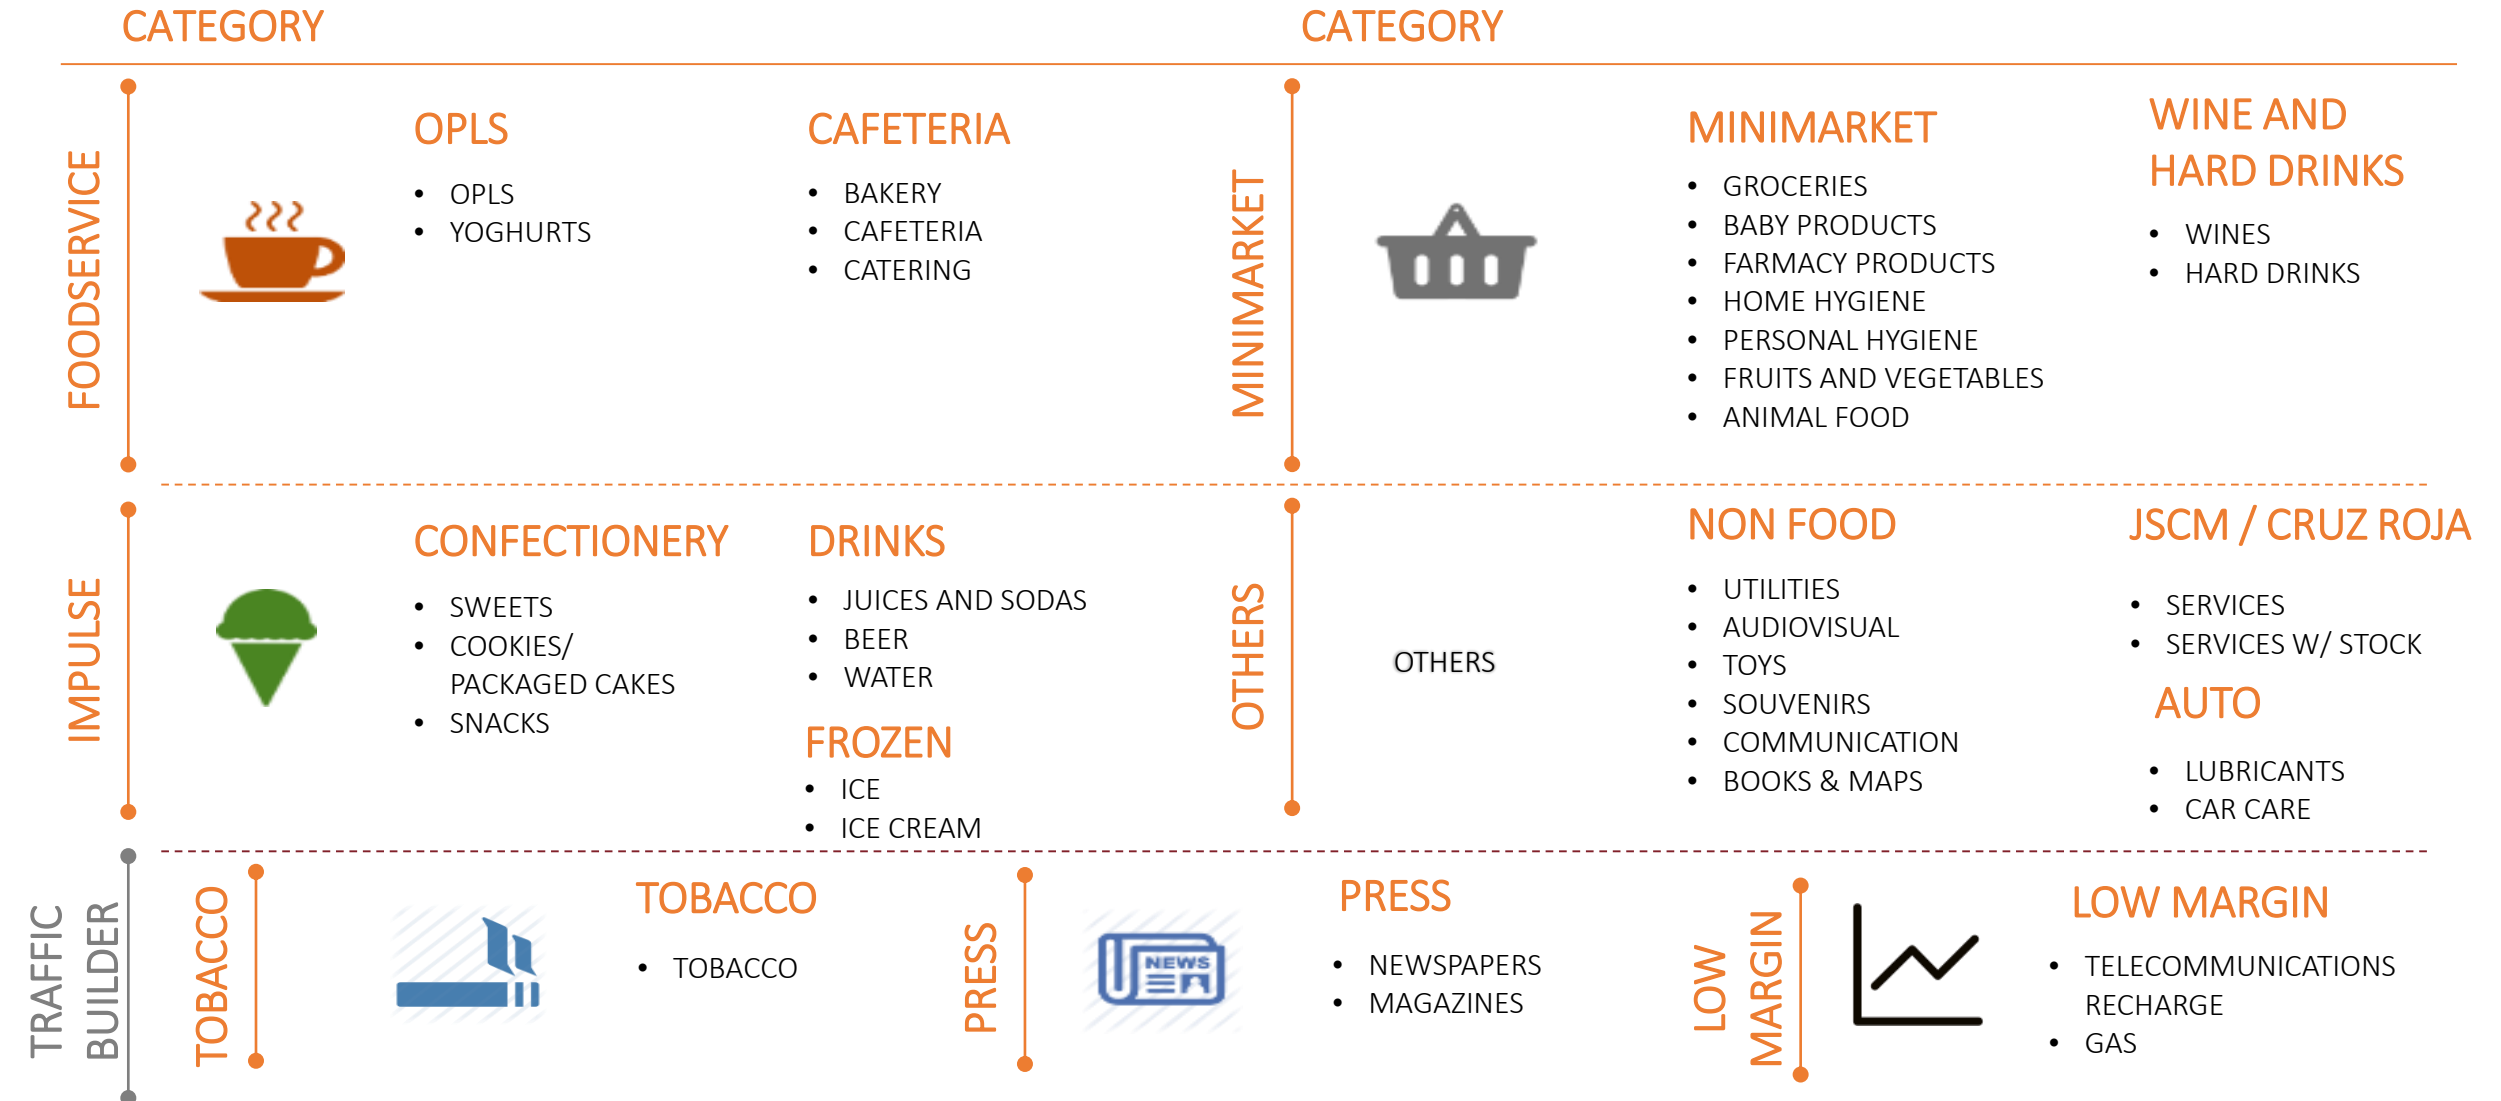 CATEGORY
CATEGORY
FOODSERVICE
OPLS
OPLS
YOGHURTS
CAFETERIA
BAKERY
CAFETERIA
CATERING
MINIMARKET
MINIMARKET
GROCERIES
BABY PRODUCTS
FARMACY PRODUCTS
HOME HYGIENE
PERSONAL HYGIENE
FRUITS AND VEGETABLES
ANIMAL FOOD
WINE AND
HARD DRINKS
WINES
HARD DRINKS
IMPULSE
CONFECTIONERY
SWEETS
COOKIES/
PACKAGED CAKES
SNACKS
DRINKS
JUICES AND SODAS
BEER
WATER
FROZEN
ICE
ICE CREAM
OTHERS
OTHERS
NON FOOD
UTILITIES
AUDIOVISUAL
TOYS
SOUVENIRS
COMMUNICATION
BOOKS & MAPS
JSCM / CRUZ ROJA
SERVICES
SERVICES W/ STOCK
AUTO
LUBRICANTS
CAR CARE
TRAFFIC
BUILDER
TOBACCO
TOBACCO
TOBACCO
PRESS
NEWS
PRESS
NEWSPAPERS
MAGAZINES
LOW
MARGIN
LOW MARGIN
TELECOMMUNICATIONS
RECHARGE
GAS